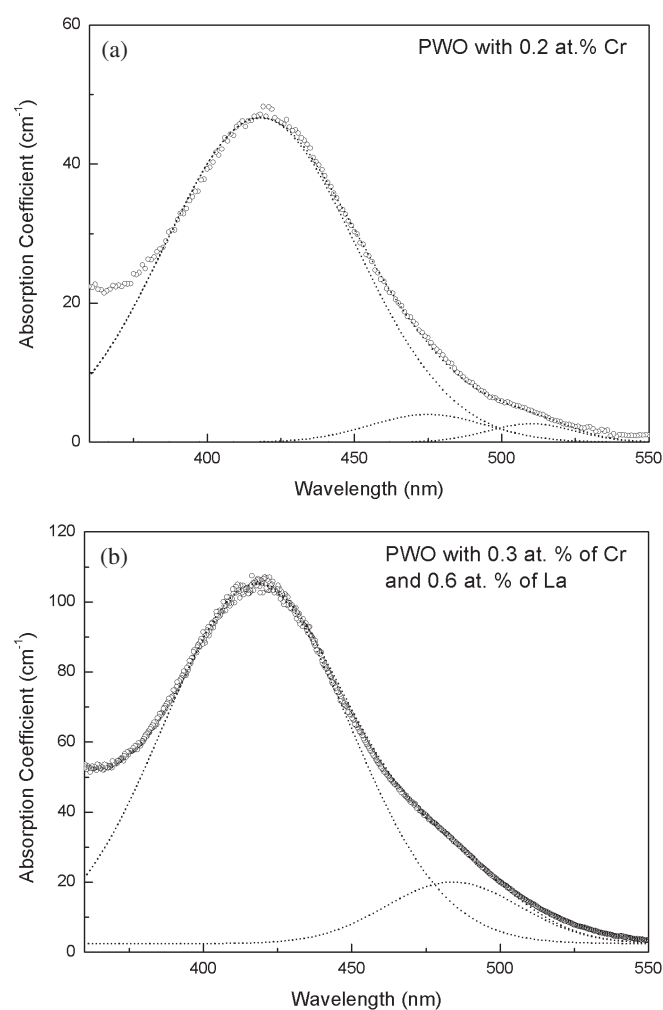 60
(a)
PWO with 0.2 at.% Cr
40
20
0
Absorption Coefficient (cm⁻¹)
400
450
500
550
Wavelength (nm)
120
(b)
PWO with 0.3 at. % of Cr
and 0.6 at. % of La
100
80
60
40
20
0
Absorption Coefficient (cm⁻¹)
400
450
500
550
Wavelength (nm)